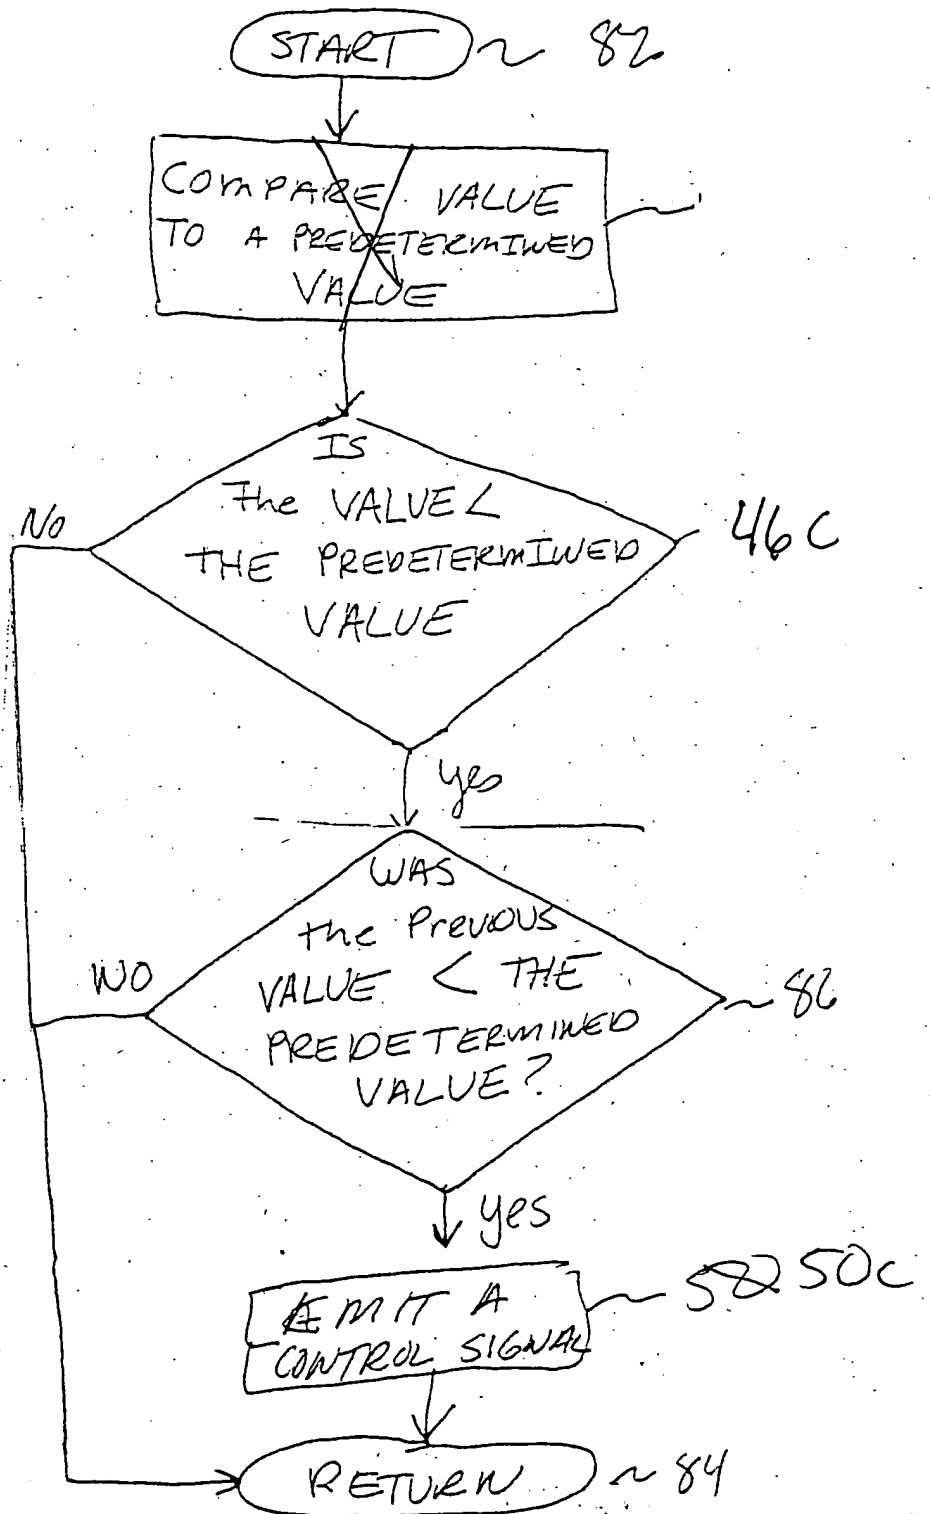 START ~ 82
COMPARE VALUE
TO A PREDETERMINED
VALUE
IS
The VALUE <
THE PREDETERMINED
VALUE
No
46C
yes
WAS
the Prevous
VALUE < THE
PREDETERMINED
VALUE?
NO
~ 86
yes
EMIT A
CONTROL SIGNAL
~ 50c
RETURN ~ 84